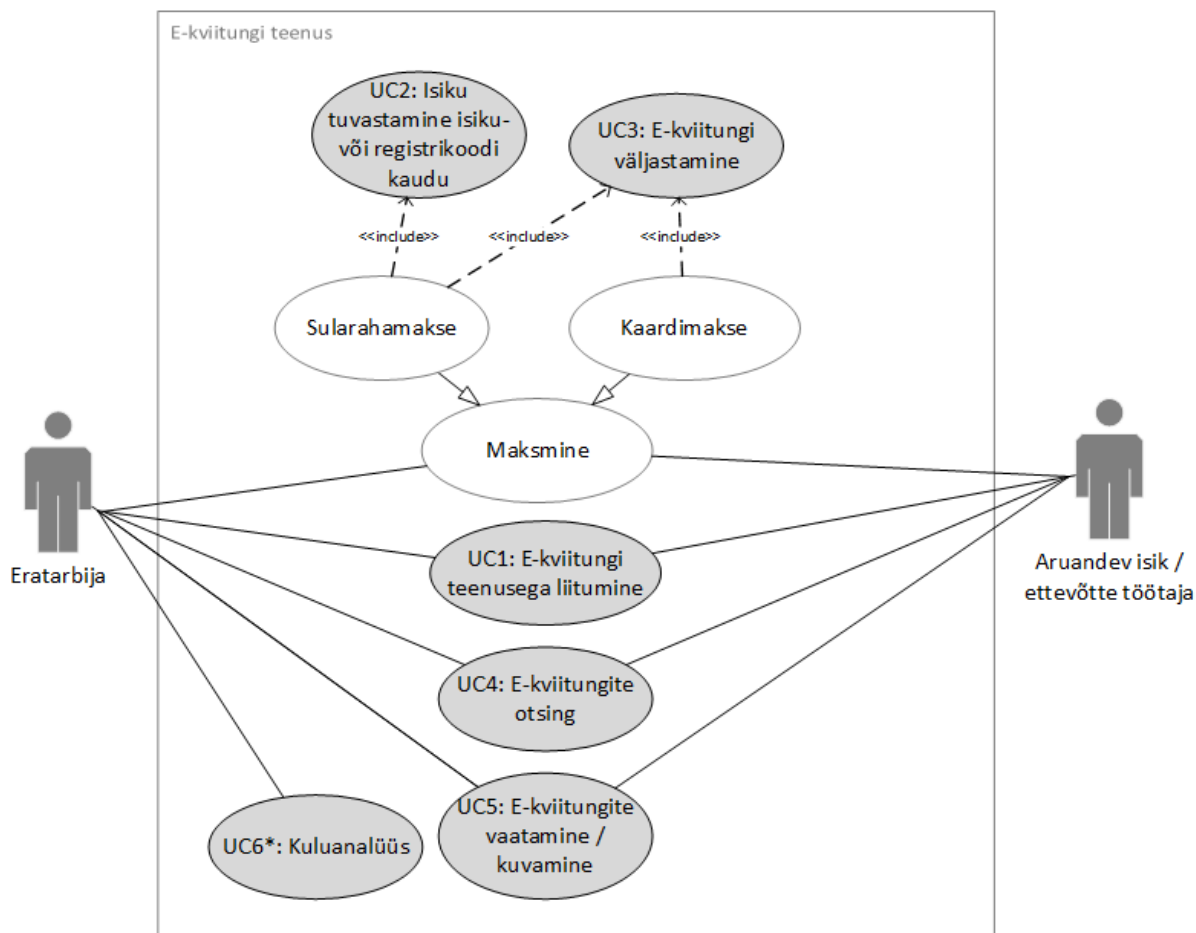 E-kviitungi teenus
UC2: Isiku
tuvastamine isiku-
või registrikoodi
kaudu
UC3: E-kviitungi
väljastamine
<<include>>
<<include>>
<<include>>
Sularahamakse
Kaardimakse
Maksmine
Eratarbija
Aruandev isik /
ettevõtte töötaja
UC1: E-kviitungi
teenusega liitumine
UC4: E-kviitungite
otsing
UC5: E-kviitungite
vaatamine /
kuvamine
UC6*: Kuluanalüüs